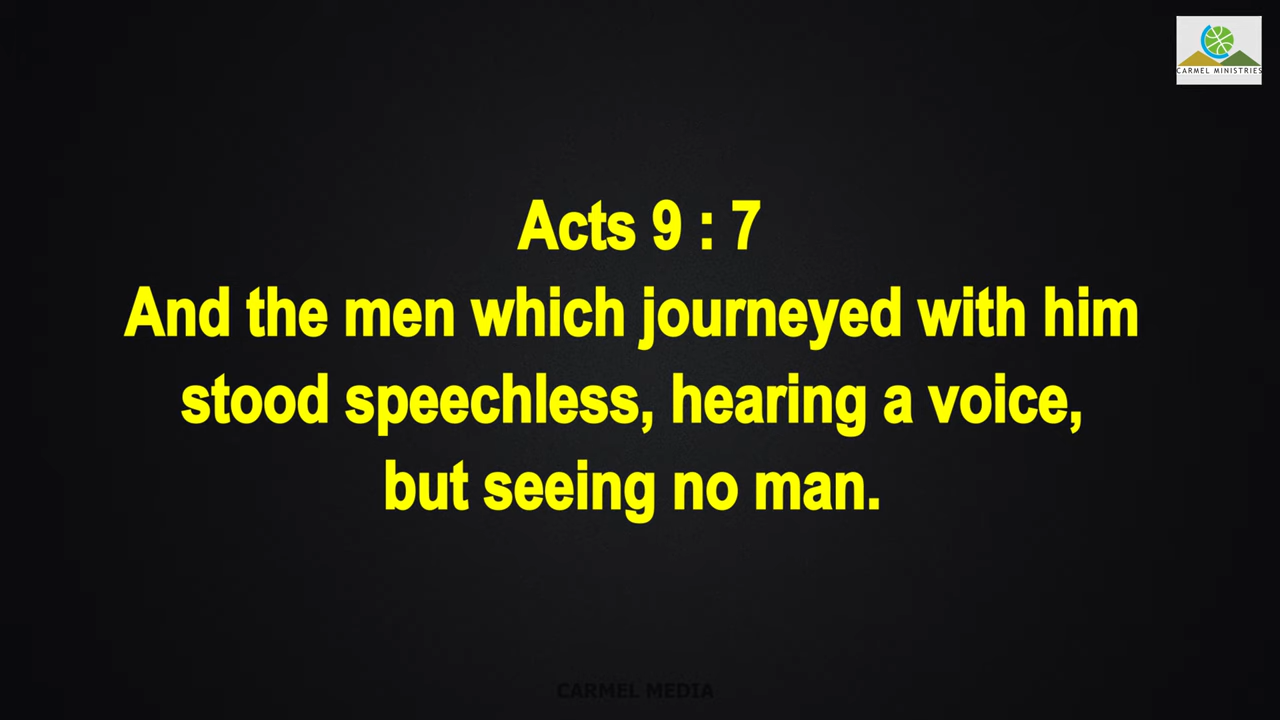 CARMEL MINISTRIES
Acts 9 : 7
And the men which journeyed with him
stood speechless, hearing a voice,
but seeing no man.
CARMEL MEDIA